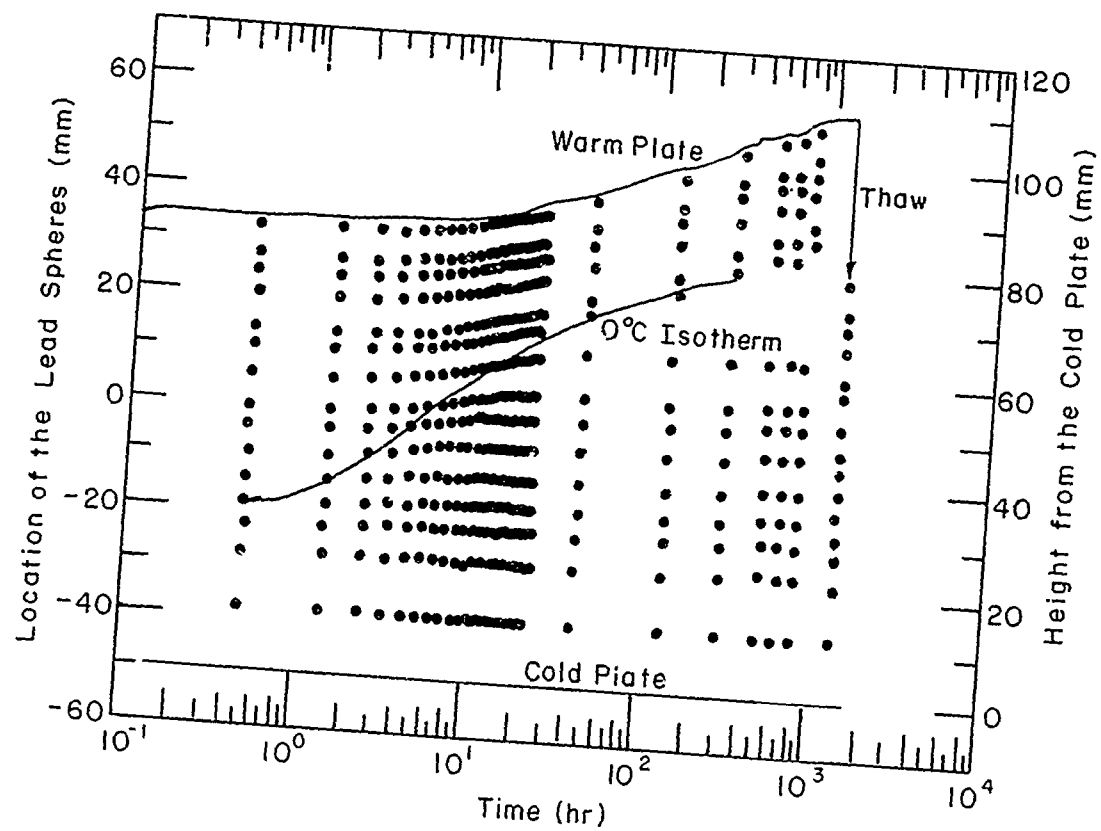 Location of the Lead Spheres (mm)
60
40
20
0
-20
-40
-60
Warm Plate
Thaw
0°C Isotherm
Cold Plate
120
100
80
60
40
20
0
Height from the Cold Plate (mm)
10-1
100
101
102
103
104
Time (hr)